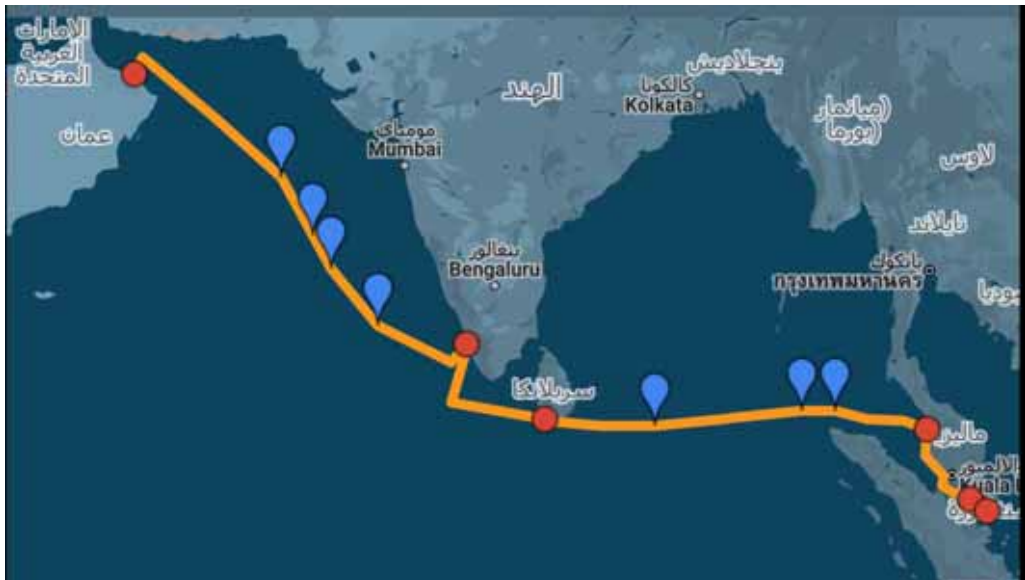 الإمارات
العربية
المتحدة
عمان
مومباي
Mumbai
الهند
بنغالور
Bengaluru
كالكوتا
Kolkata
بنجلاديش
(ميانمار
(بورما
لاوس
تايلاند
بانكوك
กรุงเทพมหานคร
سريلانكا